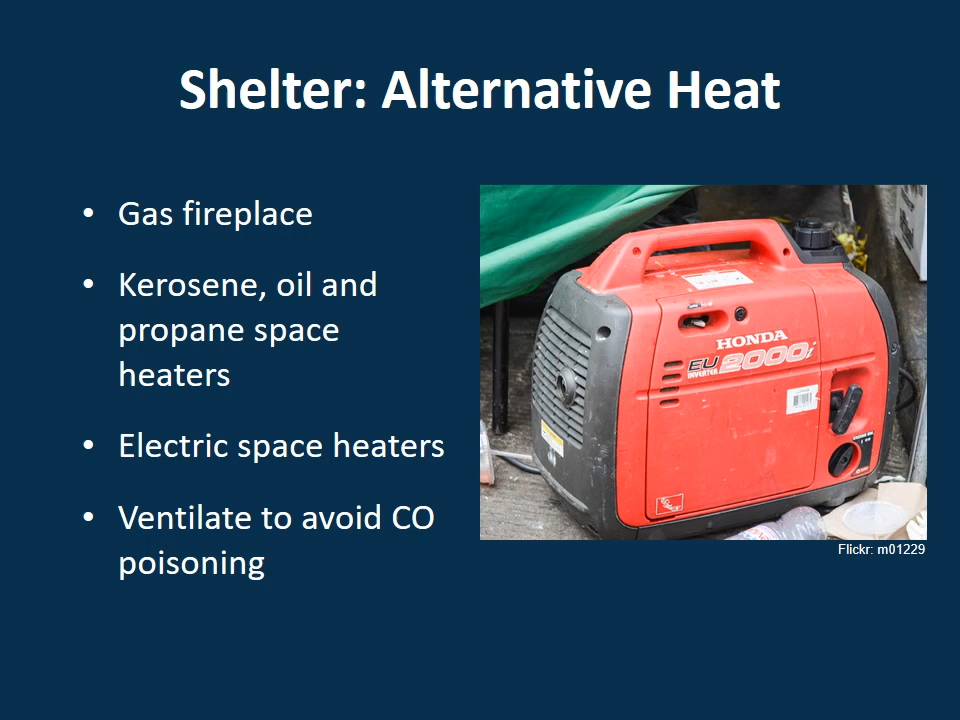 Shelter: Alternative Heat
• Gas fireplace
• Kerosene, oil and
propane space
heaters
• Electric space heaters
• Ventilate to avoid CO
poisoning
HONDA
EU 2000i
INVERTER
Flickr: m01229